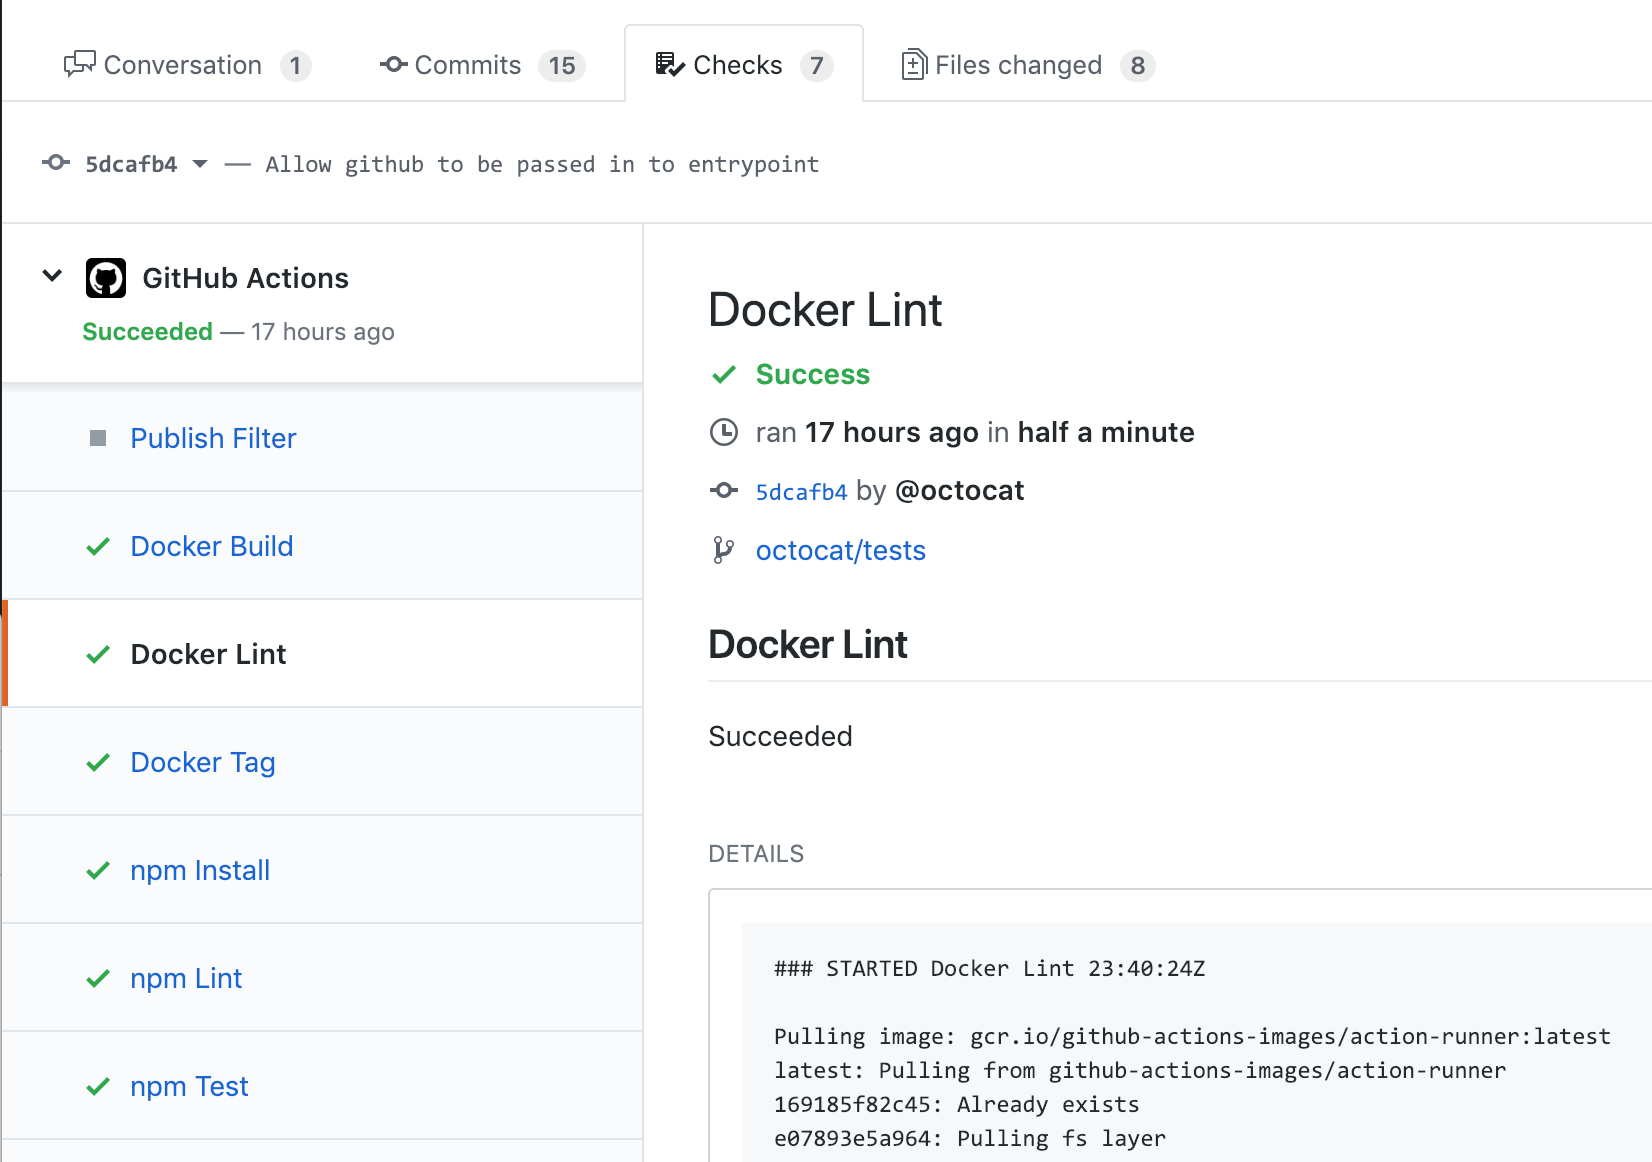 Conversation 1 Commits 15 Checks 7 Files changed 8
5dcafb4 — Allow github to be passed in to entrypoint
GitHub Actions
Succeeded — 17 hours ago
Publish Filter
Docker Build
Docker Lint
Docker Tag
npm Install
npm Lint
npm Test
Docker Lint
Success
ran 17 hours ago in half a minute
5dcafb4 by @octocat
octocat/tests
Docker Lint
Succeeded
DETAILS
### STARTED Docker Lint 23:40:24Z
Pulling image: gcr.io/github-actions-images/action-runner:latest
latest: Pulling from github-actions-images/action-runner
169185f82c45: Already exists
e07893e5a964: Pulling fs layer